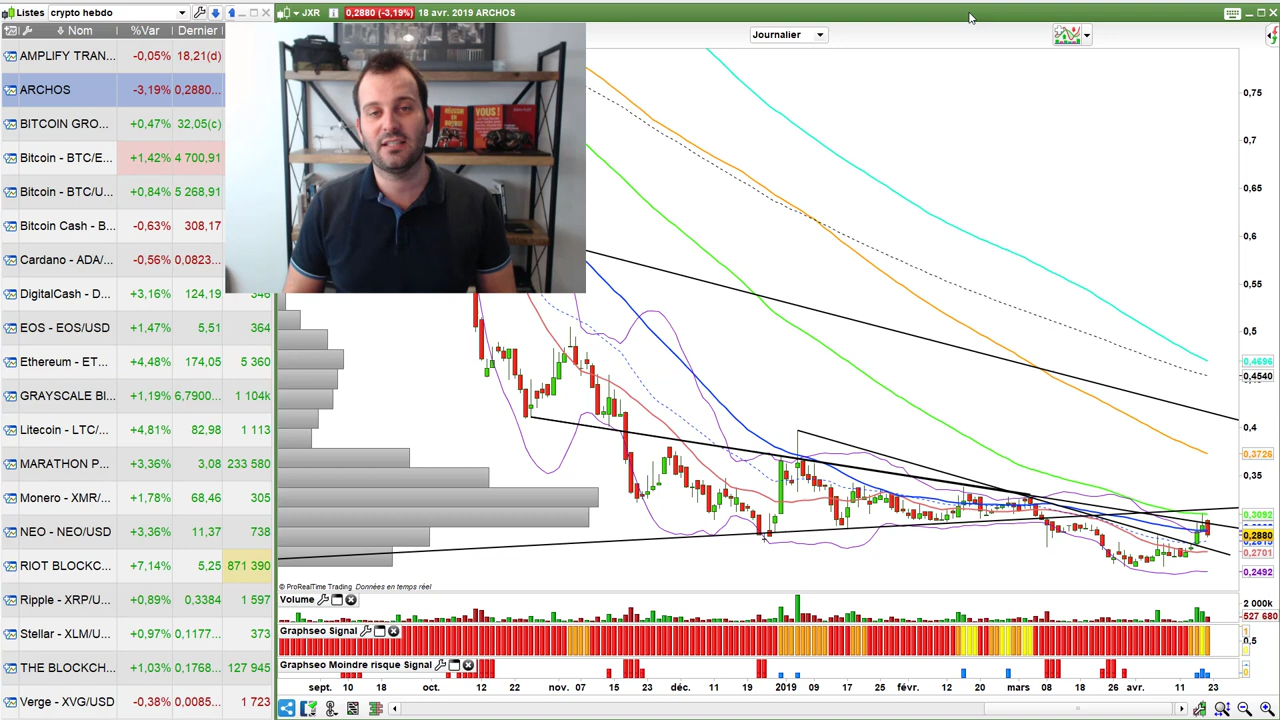 Listes crypto hebdo
Nom %Var Dernier
AMPLIFY TRAN... -0,05% 18,21(d)
ARCHOS -3,19% 0,2880...
BITCOIN GRO... +0,47% 32,05(d)
Bitcoin - BTC/E... +1,42% 4 700,91
Bitcoin - BTC/U... +0,84% 5 268,91
Bitcoin Cash - B... -0,63% 308,17
Cardano - ADA/... -0,56% 0,0823...
DigitalCash - D... +3,16% 124,19 346
EOS - EOS/USD +1,47% 5,51 364
Ethereum - ET... +4,48% 174,05 5 360
GRAYSCALE BI... +1,19% 6,7900... 1 104k
Litecoin - LTC/... +4,81% 82,98 1 113
MARATHON P... +3,36% 3,08 233 580
Monero - XMR/... +1,78% 68,46 305
NEO - NEO/USD +3,36% 11,37 738
RIOT BLOCKC... +7,14% 5,25 871 390
Ripple - XRP/U... +0,89% 0,3384 1 597
Stellar - XLM/U... +0,97% 0,1177... 373
THE BLOCKCH... +1,03% 0,1768... 127 945
Verge - XVG/USD -0,38% 0,0085... 1 723
JXR 0,2880 (-3,19%) 18 avr. 2019 ARCHOS
Journalier
VOUS !
0,75
0,7
0,65
0,6
0,55
0,5
0,4696
0,4540
0,4
0,3726
0,35
0,3092
0,2880
0,2701
0,2492
© ProRealTime Trading Données en temps réel
Volume
2 000k
527 680
Graphseo Signal
0,5
Graphseo Moindre risque Signal
sept. 10 18 oct. 12 22 nov. 07 15 23 déc. 11 19 2019 09 17 25 févr. 12 20 mars 08 18 26 avr. 11 23